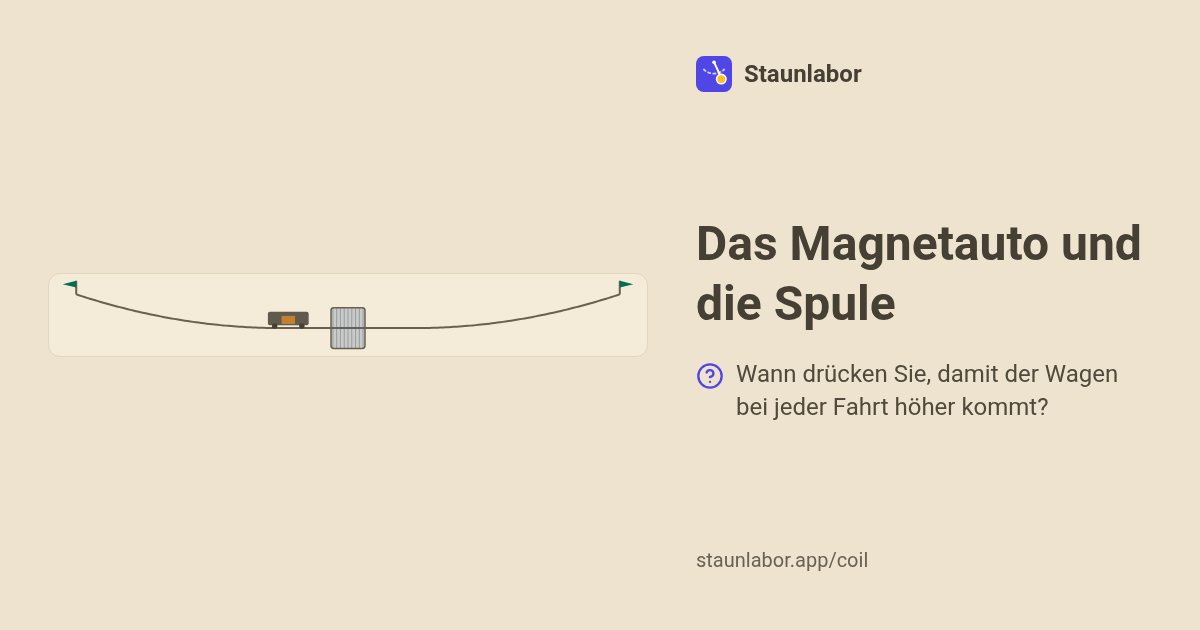 Staunlabor
Das Magnetauto und
die Spule
Wann drücken Sie, damit der Wagen
bei jeder Fahrt höher kommt?
staunlabor.app/coil